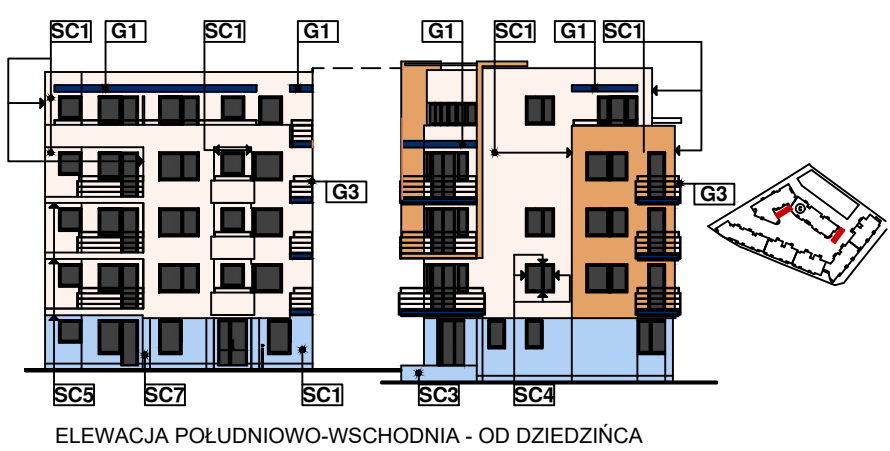 SC1 G1 SC1 G1 G1 SC1 G1 SC1
G3 G3
SC5 SC7 SC1 SC3 SC4
ELEWACJA POŁUDNIOWO-WSCHODNIA - OD DZIEDZIŃCA